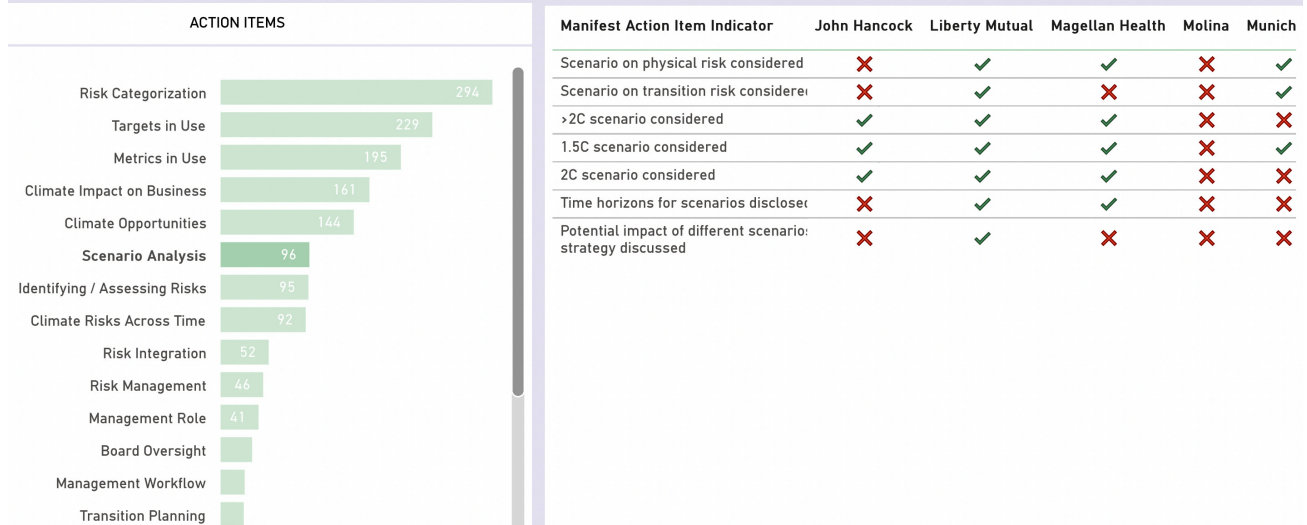 ACTION ITEMS
Risk Categorization 294
Targets in Use 229
Metrics in Use 195
Climate Impact on Business 161
Climate Opportunities 144
Scenario Analysis 96
Identifying / Assessing Risks 95
Climate Risks Across Time 92
Risk Integration 52
Risk Management 46
Management Role 41
Board Oversight
Management Workflow
Transition Planning
Manifest Action Item Indicator John Hancock Liberty Mutual Magellan Health Molina Munich
Scenario on physical risk considered
Scenario on transition risk considere
>2C scenario considered
1.5C scenario considered
2C scenario considered
Time horizons for scenarios disclosed
Potential impact of different scenarios
strategy discussed